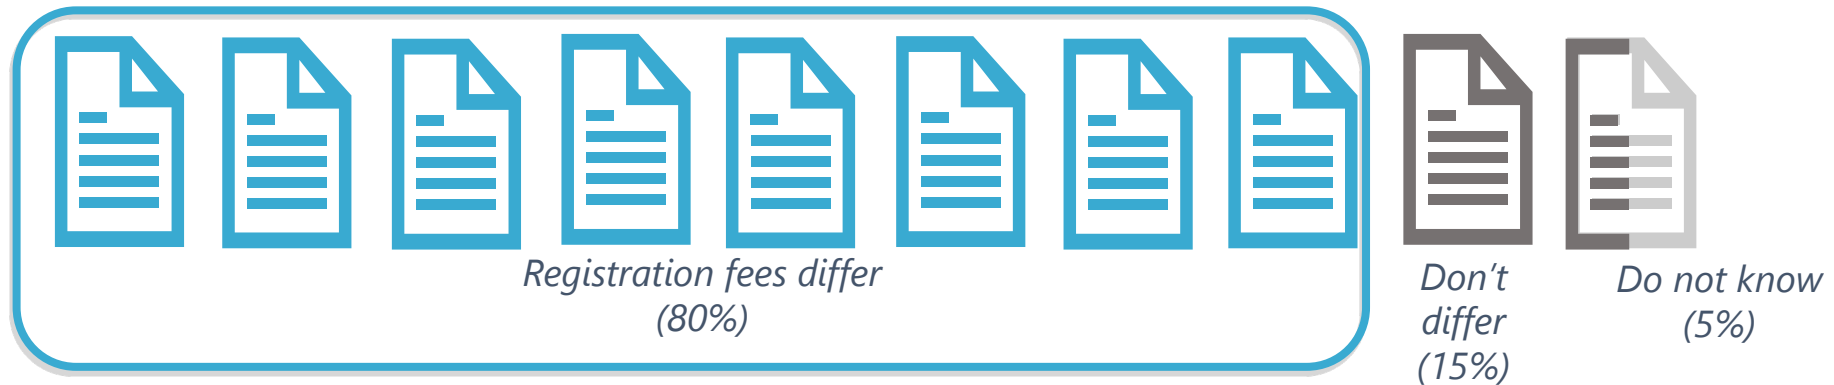 Registration fees differ
(80%)
Don't
differ
(15%)
Do not know
(5%)